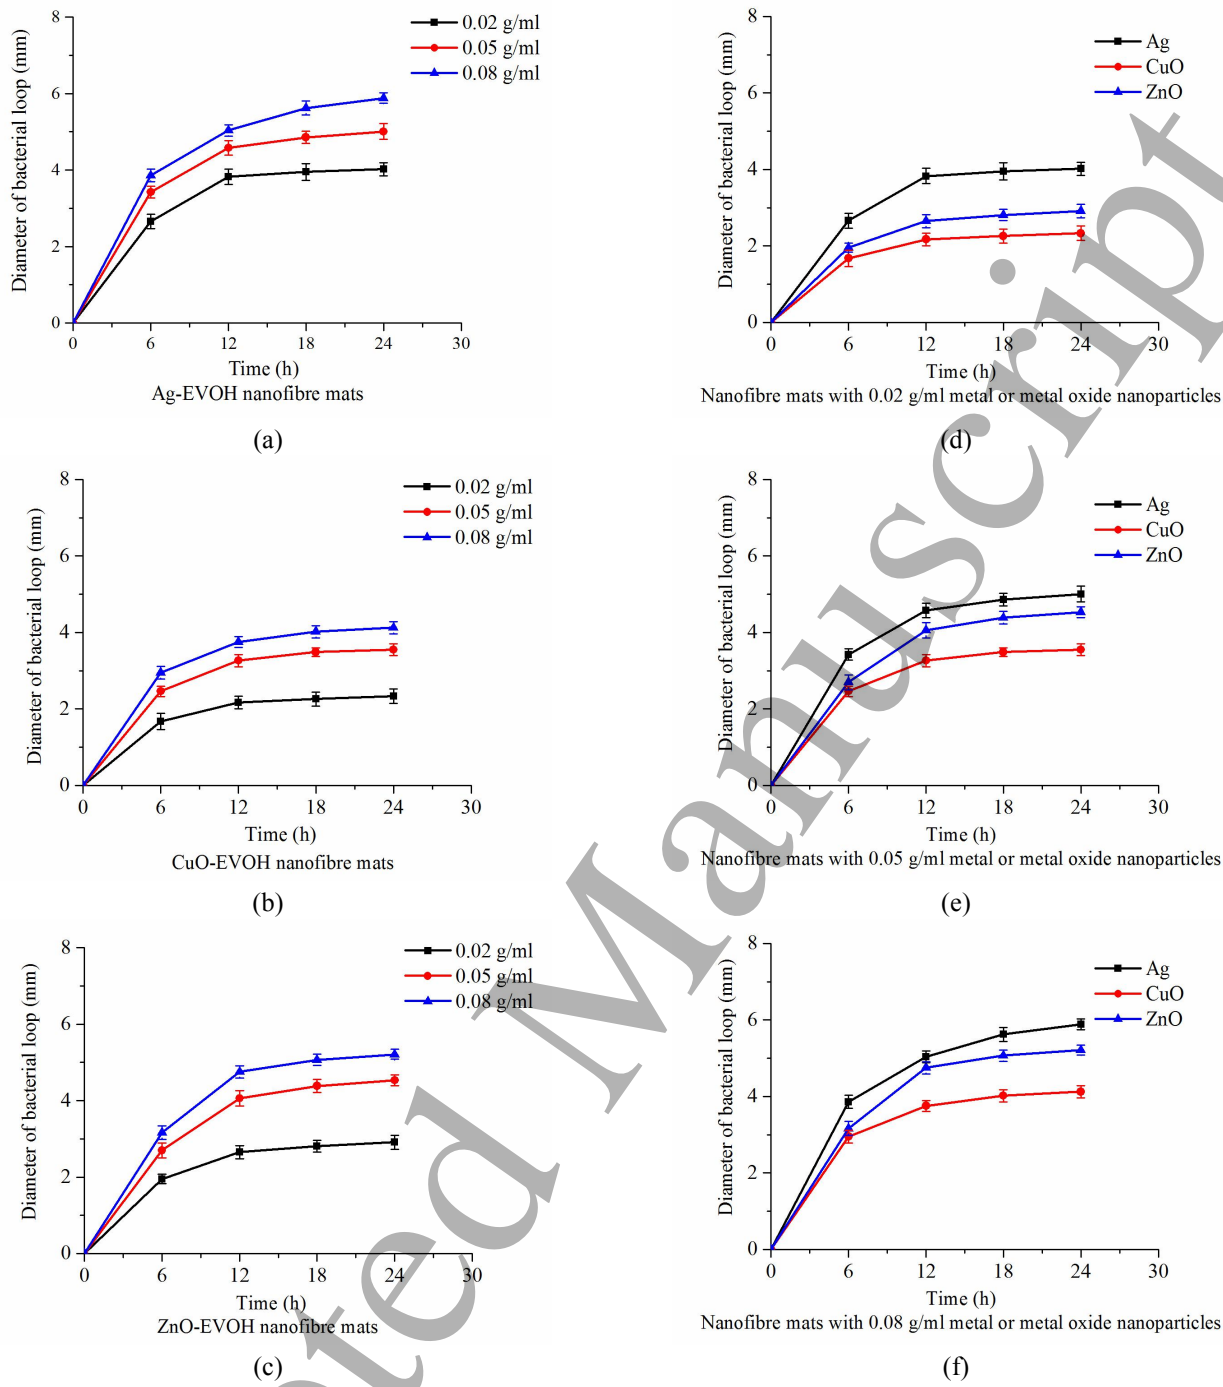 Diameter of bacterial loop (mm)
8
6
4
2
0
0.02 g/ml
0.05 g/ml
0.08 g/ml
0 6 12 18 24 30
Time (h)
Ag-EVOH nanofibre mats
(a)
Diameter of bacterial loop (mm)
8
6
4
2
0
Ag
CuO
ZnO
0 6 12 18 24 30
Time (h)
Nanofibre mats with 0.02 g/ml metal or metal oxide nanoparticles
(d)
Diameter of bacterial loop (mm)
8
6
4
2
0
0.02 g/ml
0.05 g/ml
0.08 g/ml
0 6 12 18 24 30
Time (h)
CuO-EVOH nanofibre mats
(b)
Diameter of bacterial loop (mm)
8
6
4
2
0
Ag
CuO
ZnO
0 6 12 18 24 30
Time (h)
Nanofibre mats with 0.05 g/ml metal or metal oxide nanoparticles
(e)
Diameter of bacterial loop (mm)
8
6
4
2
0
0.02 g/ml
0.05 g/ml
0.08 g/ml
0 6 12 18 24 30
Time (h)
ZnO-EVOH nanofibre mats
(c)
Diameter of bacterial loop (mm)
8
6
4
2
0
Ag
CuO
ZnO
0 6 12 18 24 30
Time (h)
Nanofibre mats with 0.08 g/ml metal or metal oxide nanoparticles
(f)
pted Manuscript